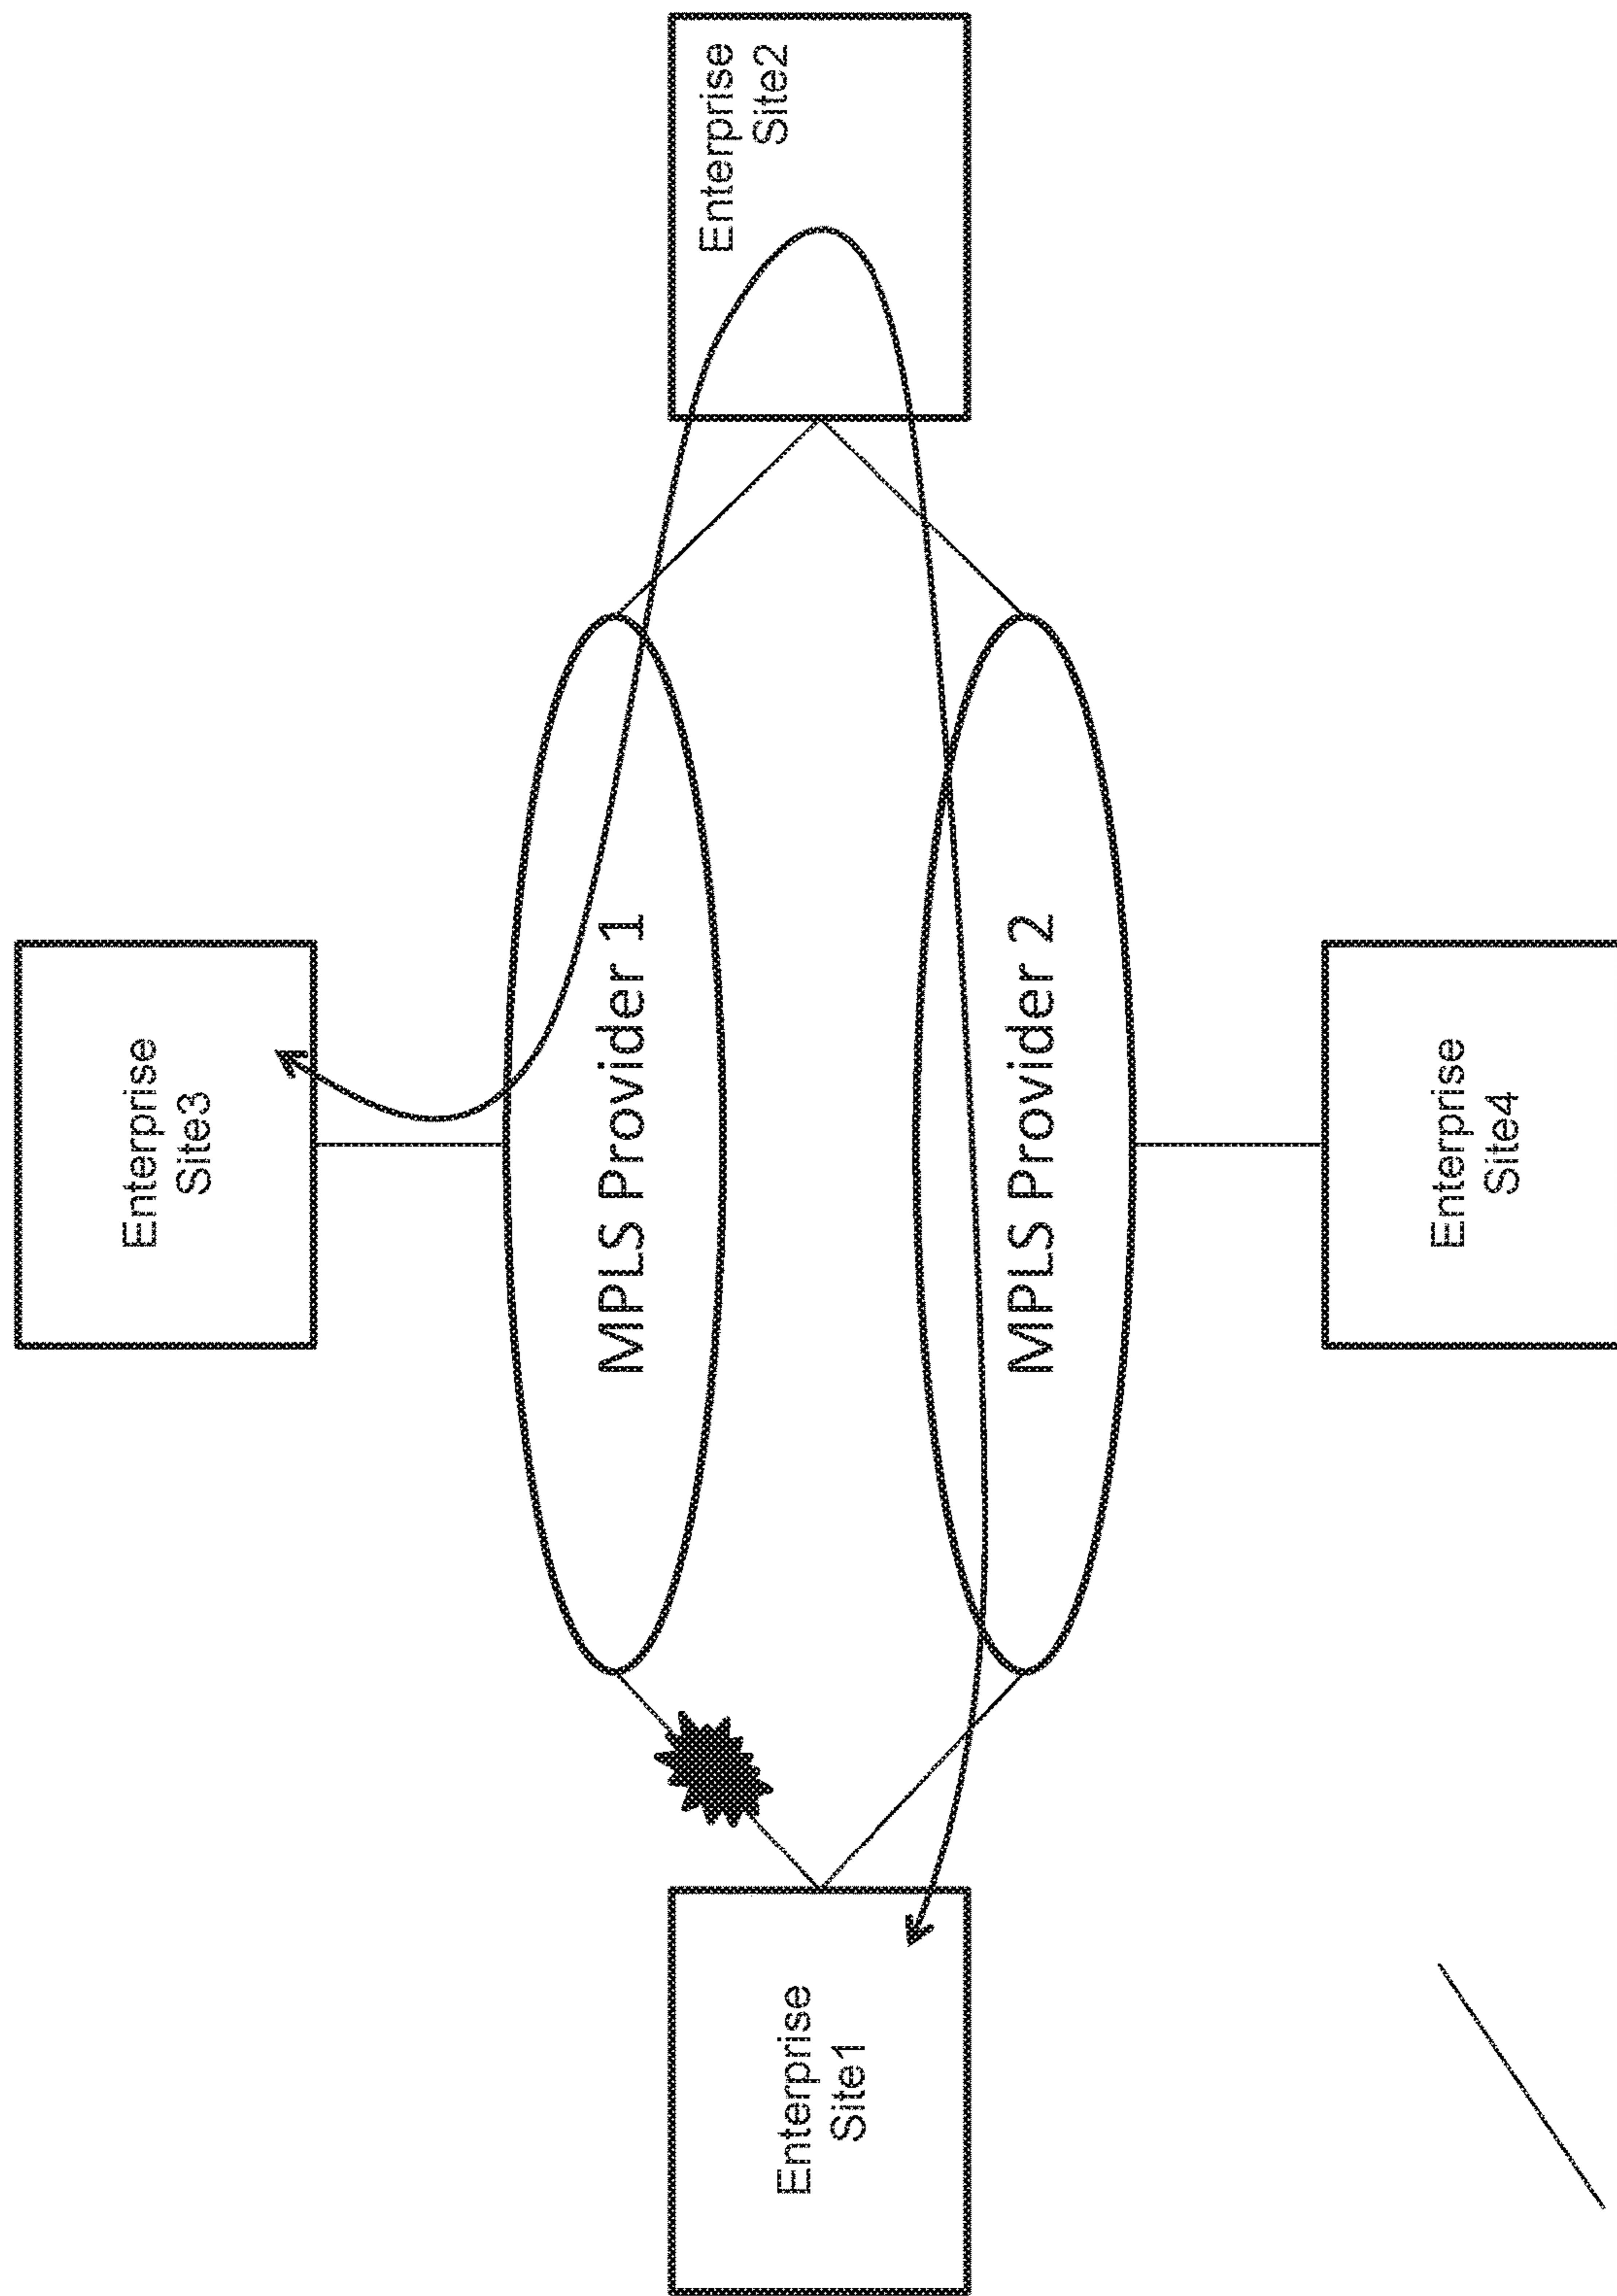 Enterprise
Site3
Enterprise
Site1
MPLS Provider 1
MPLS Provider 2
Enterprise
Site2
Enterprise
Site4